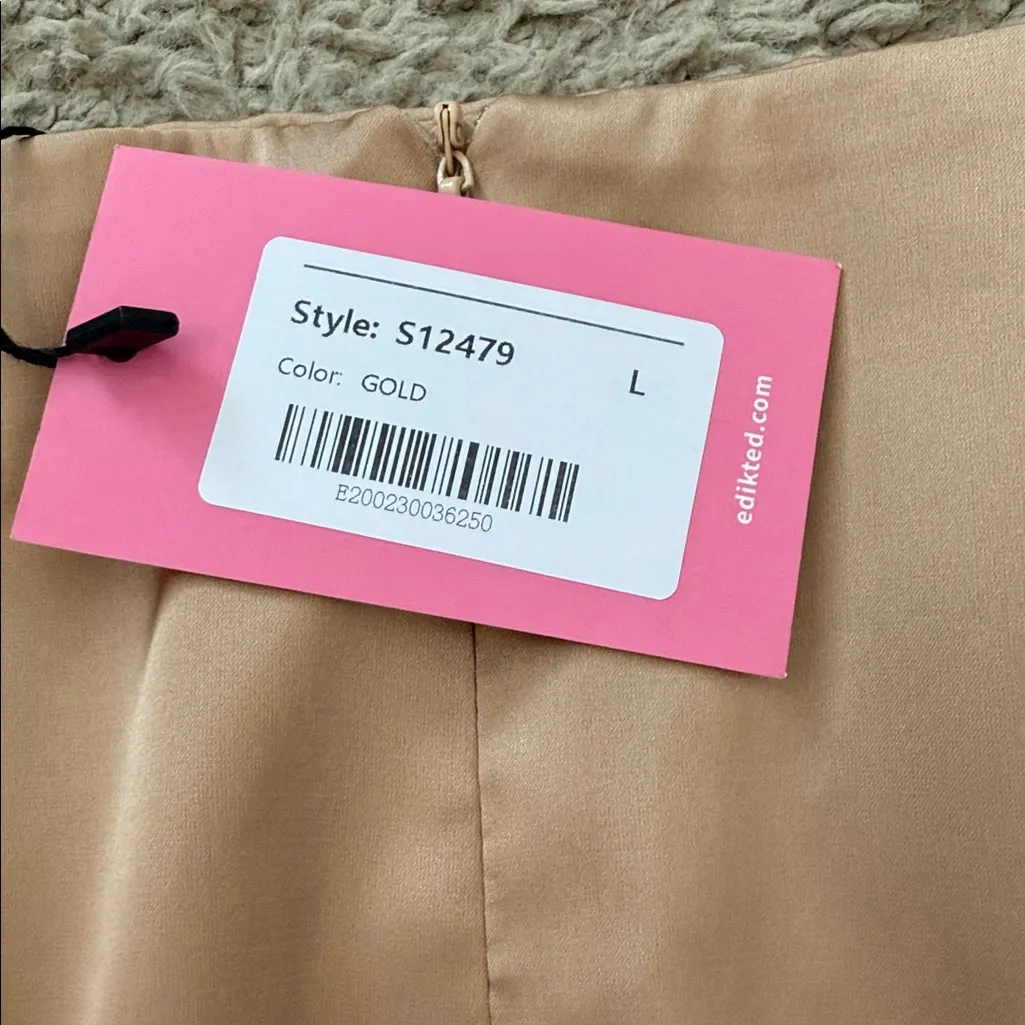 Style: S12479
L
Color: GOLD
E200230036250
edikted.com